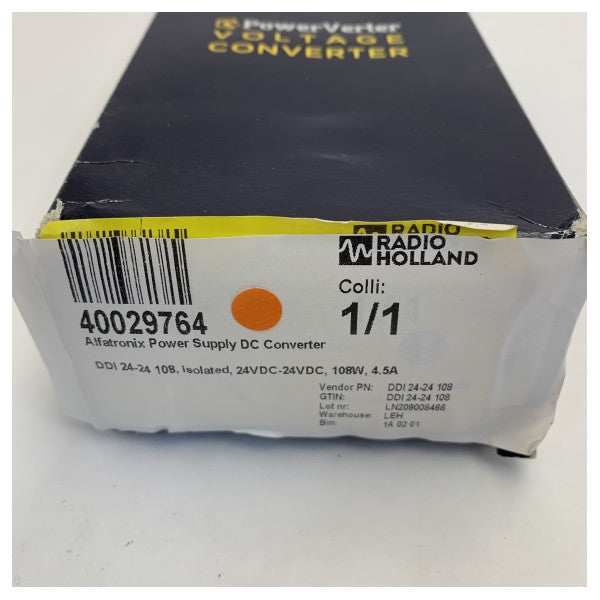 PowerVerter
VOLTAGE
CONVERTER
RADIO
RADIO
HOLLAND
Colli:
1/1
40029764
Alfatronix Power Supply DC Converter
DDI 24-24 108, Isolated, 24VDC-24VDC, 108W, 4.5A
Vendor PN: DDI 24-24 108
GTIN: DDI 24-24 108
Lot nr: LN209008466
Warehouse: LEH
Bin: 1A 02 01